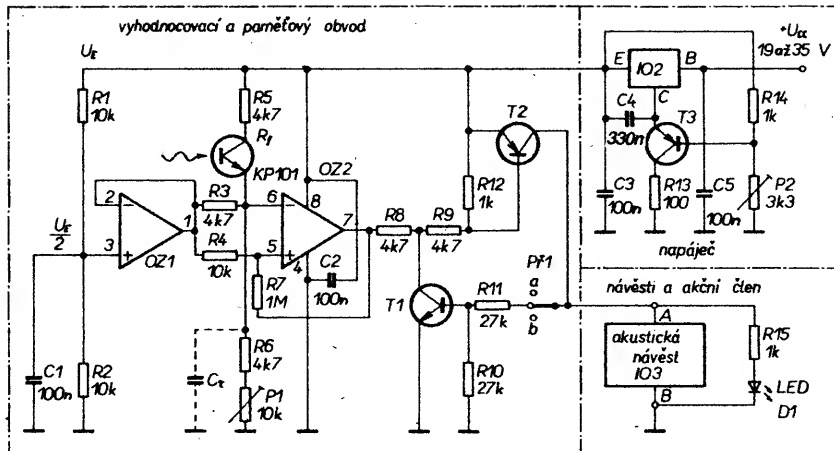 vyhodnocovací a paměťový obvod
U_E
R1
10k
R5
4k7
R_f
KP101
OZ2
T2
E
IO2
B
C
+U_cc
19 až 35 V
C4
330n
T3
R14
1k
R12
1k
C3
100n
R13
100
C5
100n
P2
3k3
napáječ
2
3
1
OZ1
U_E
2
R3
4k7
R4
10k
6
5
8
4
7
R7
1M
C2
100n
R8
4k7
R9
4k7
T1
R11
27k
Př1
a
b
R10
27k
C1
100n
R2
10k
C_τ
R6
4k7
P1
10k
návěsti a akční člen
A
akustická
návěst
IO3
B
R15
1k
LED
D1